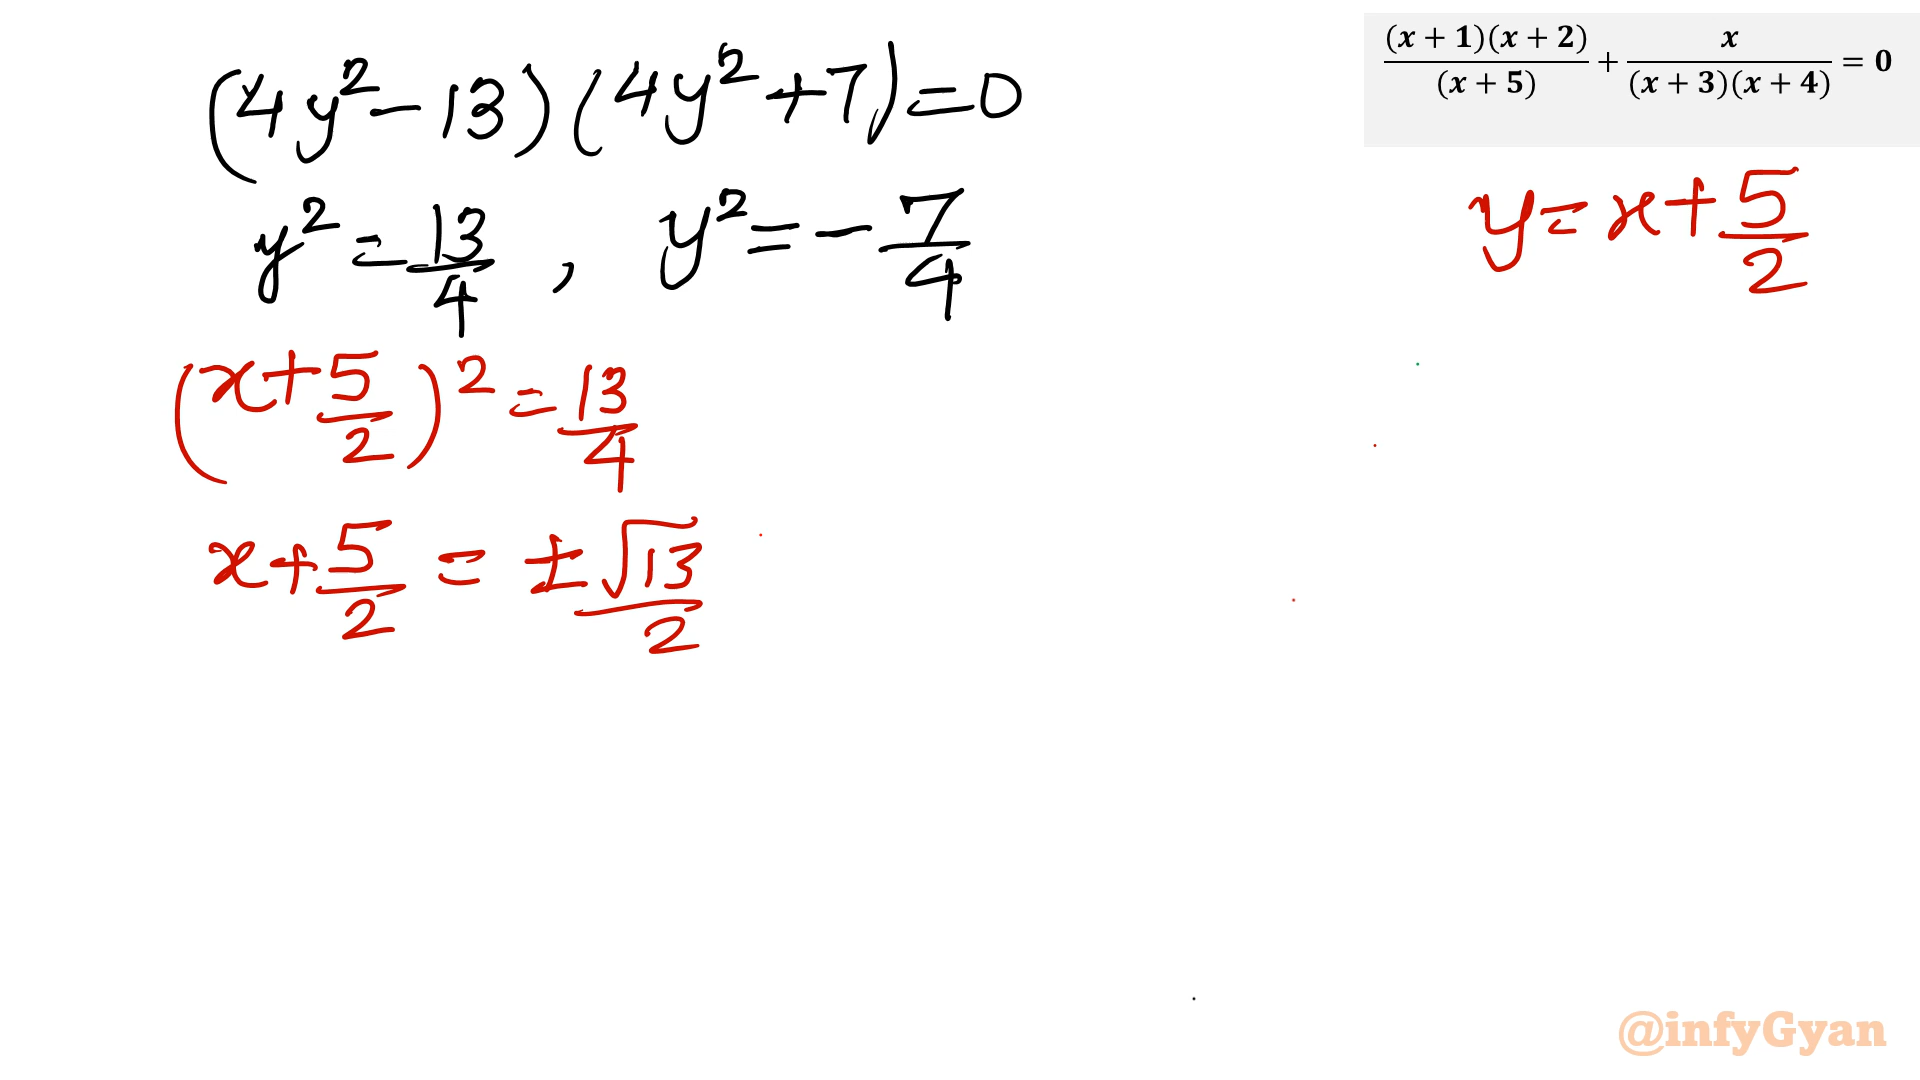 (4y²−13)(4y²+7)=0
(x+1)(x+2)/(x+5) + x/(x+3)(x+4) = 0
y²=13/4, y²=−7/4
y=x+5/2
(x+5/2)²=13/4
x+5/2=±√13/2
@infyGyan